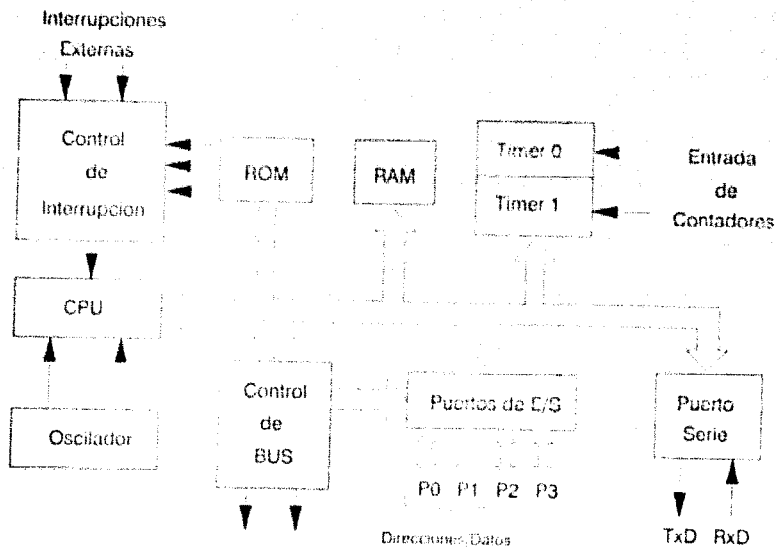 Interrupciones
Externas
Control
de
Interrupcion
ROM
RAM
Timer 0
Timer 1
Entrada
de
Contadores
CPU
Oscilador
Control
de
BUS
Puertos de E/S
Puerto
Serie
P0 P1 P2 P3
Direcciones/Datos
TxD RxD